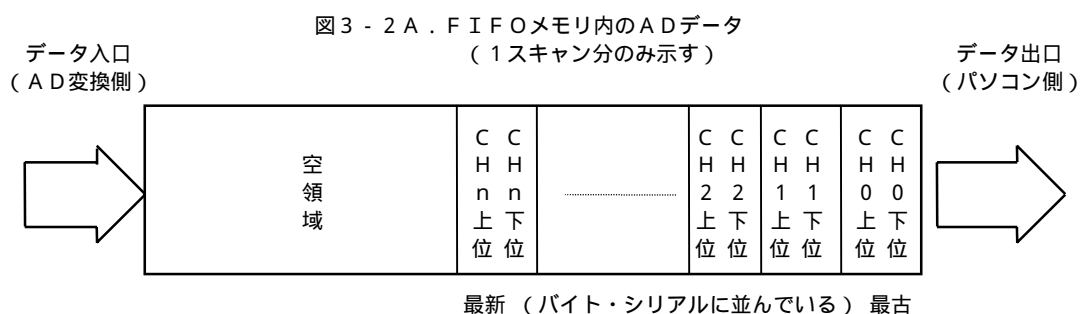 図3-2A.FIFOメモリ内のADデータ
(1スキャン分のみ示す)
データ入口
(AD変換側)
データ出口
(パソコン側)
空領域
CHn上位
CHn下位
CH2上位
CH2下位
CH1上位
CH1下位
CH0上位
CH0下位
最新 (バイト・シリアルに並んでいる) 最古